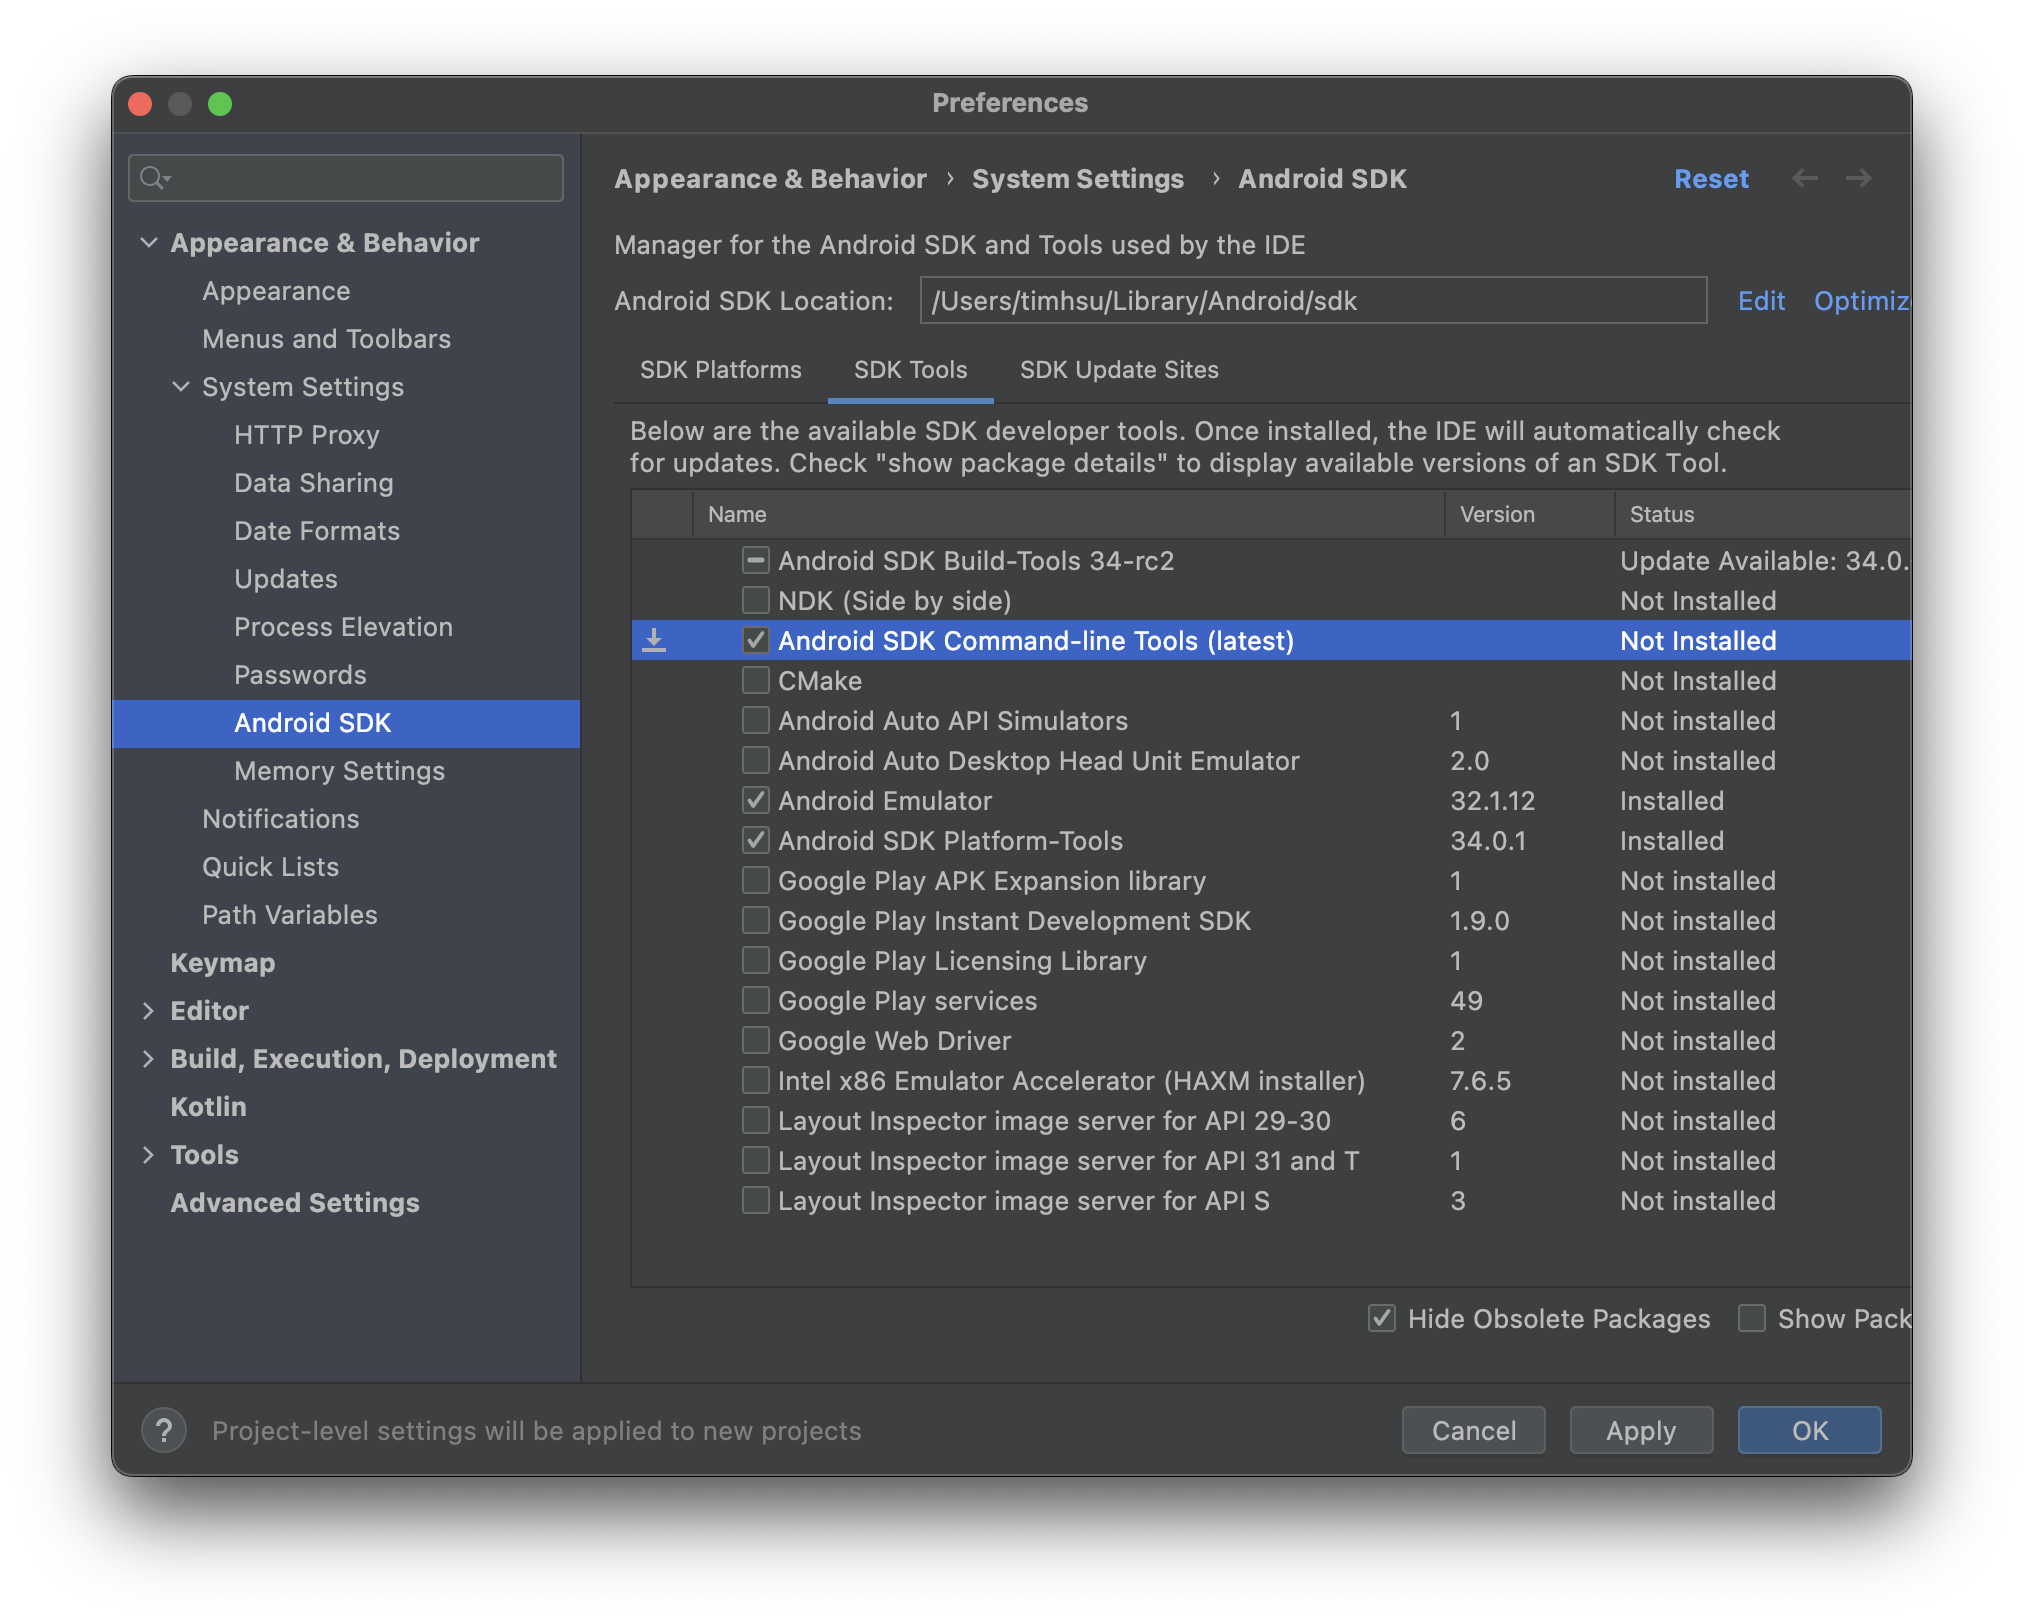 Preferences
Appearance & Behavior
Appearance
Menus and Toolbars
System Settings
HTTP Proxy
Data Sharing
Date Formats
Updates
Process Elevation
Passwords
Android SDK
Memory Settings
Notifications
Quick Lists
Path Variables
Keymap
Editor
Build, Execution, Deployment
Kotlin
Tools
Advanced Settings
Appearance & Behavior › System Settings › Android SDK Reset
Manager for the Android SDK and Tools used by the IDE
Android SDK Location: /Users/timhsu/Library/Android/sdk Edit Optimiz
SDK Platforms SDK Tools SDK Update Sites
Below are the available SDK developer tools. Once installed, the IDE will automatically check
for updates. Check "show package details" to display available versions of an SDK Tool.
Name Version Status
Android SDK Build-Tools 34-rc2 Update Available: 34.0.
NDK (Side by side) Not Installed
Android SDK Command-line Tools (latest) Not Installed
CMake Not Installed
Android Auto API Simulators 1 Not installed
Android Auto Desktop Head Unit Emulator 2.0 Not installed
Android Emulator 32.1.12 Installed
Android SDK Platform-Tools 34.0.1 Installed
Google Play APK Expansion library 1 Not installed
Google Play Instant Development SDK 1.9.0 Not installed
Google Play Licensing Library 1 Not installed
Google Play services 49 Not installed
Google Web Driver 2 Not installed
Intel x86 Emulator Accelerator (HAXM installer) 7.6.5 Not installed
Layout Inspector image server for API 29-30 6 Not installed
Layout Inspector image server for API 31 and T 1 Not installed
Layout Inspector image server for API S 3 Not installed
Hide Obsolete Packages Show Pack
? Project-level settings will be applied to new projects Cancel Apply OK